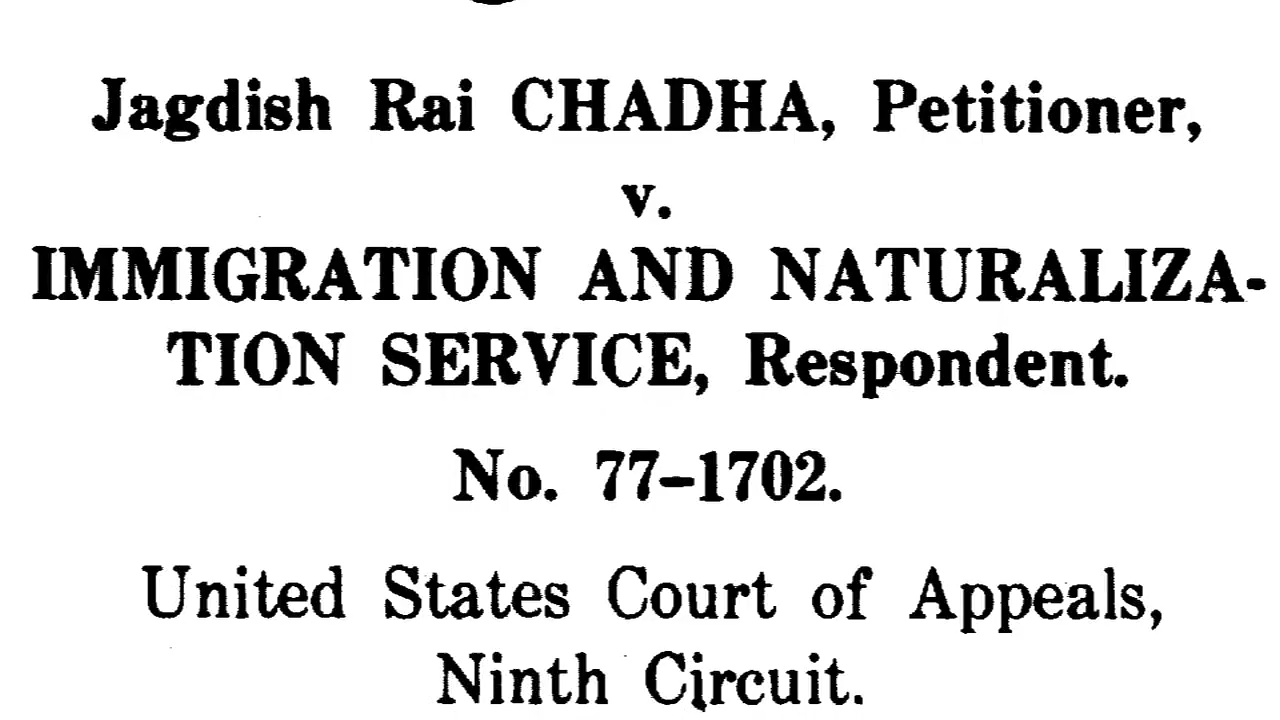 Jagdish Rai CHADHA, Petitioner,
v.
IMMIGRATION AND NATURALIZA-
TION SERVICE, Respondent.
No. 77–1702.
United States Court of Appeals,
Ninth Circuit.